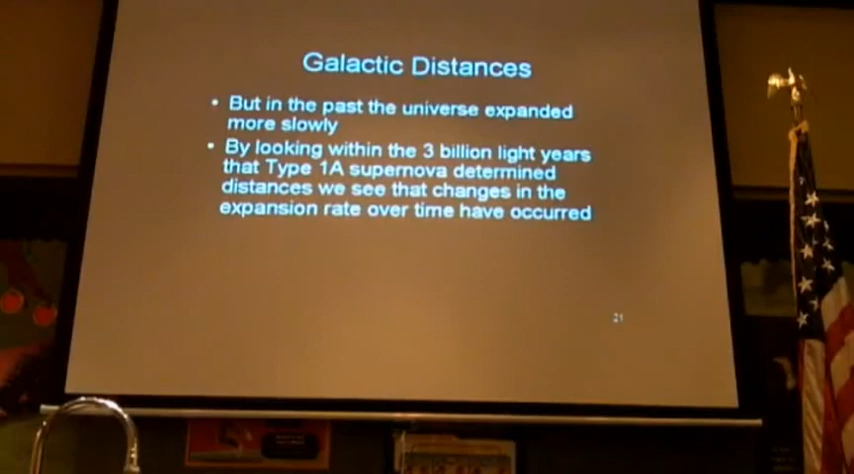 Galactic Distances
• But in the past the universe expanded
more slowly
• By looking within the 3 billion light years
that Type 1A supernova determined
distances we see that changes in the
expansion rate over time have occurred
21